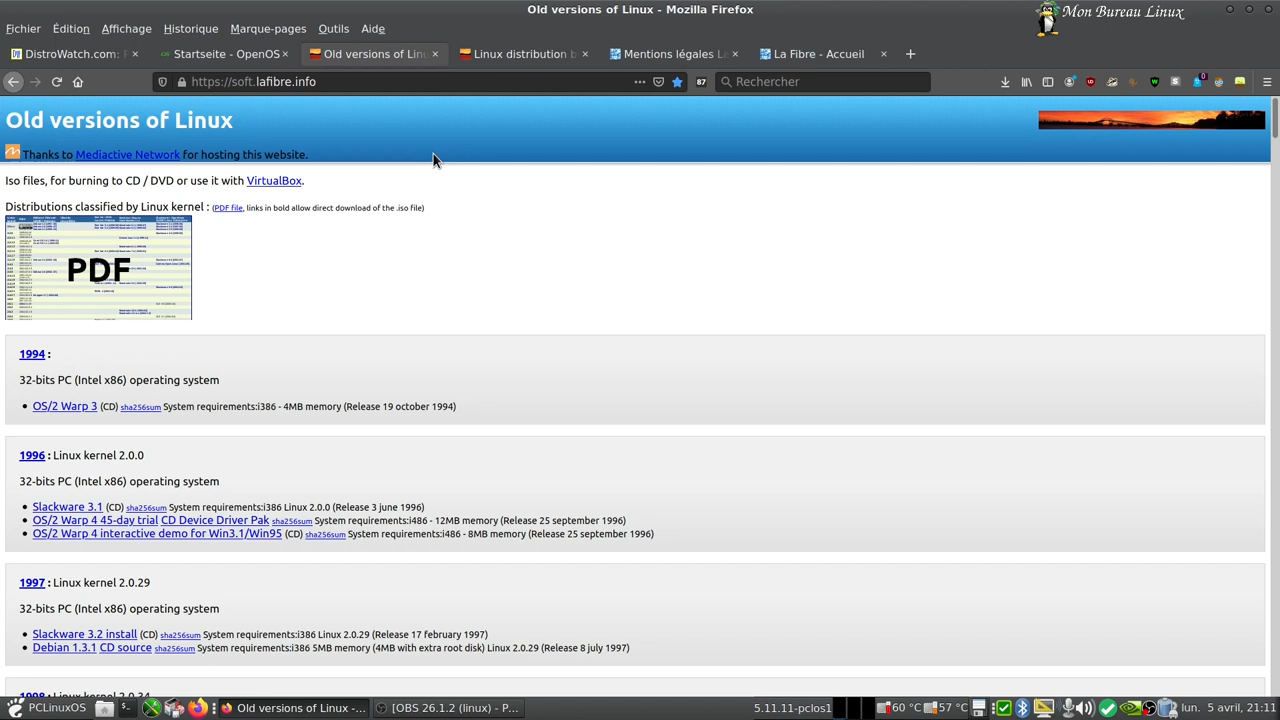 Old versions of Linux - Mozilla Firefox
Mon Bureau Linux
Fichier Édition Affichage Historique Marque-pages Outils Aide
DistroWatch.com: Startseite - OpenOS Old versions of Linu Linux distribution b Mentions légales L La Fibre - Accueil
https://soft.lafibre.info 87 Rechercher 0
Old versions of Linux
Thanks to Mediactive Network for hosting this website.
Iso files, for burning to CD / DVD or use it with VirtualBox.
Distributions classified by Linux kernel : (PDF file, links in bold allow direct download of the .iso file)
PDF
1994 :
32-bits PC (Intel x86) operating system
• OS/2 Warp 3 (CD) sha256sum System requirements:i386 - 4MB memory (Release 19 october 1994)
1996 : Linux kernel 2.0.0
32-bits PC (Intel x86) operating system
• Slackware 3.1 (CD) sha256sum System requirements:i386 Linux 2.0.0 (Release 3 june 1996)
• OS/2 Warp 4 45-day trial CD Device Driver Pak sha256sum System requirements:i486 - 12MB memory (Release 25 september 1996)
• OS/2 Warp 4 interactive demo for Win3.1/Win95 (CD) sha256sum System requirements:i486 - 8MB memory (Release 25 september 1996)
1997 : Linux kernel 2.0.29
32-bits PC (Intel x86) operating system
• Slackware 3.2 install (CD) sha256sum System requirements:i386 Linux 2.0.29 (Release 17 february 1997)
• Debian 1.3.1 CD source sha256sum System requirements:i386 5MB memory (4MB with extra root disk) Linux 2.0.29 (Release 8 july 1997)
1998 : Linux kernel 2.0.34
PCLinuxOS Old versions of Linux -... [OBS 26.1.2 (linux) - P... 5.11.11-pclos1 60 °C 57 °C lun. 5 avril, 21:11